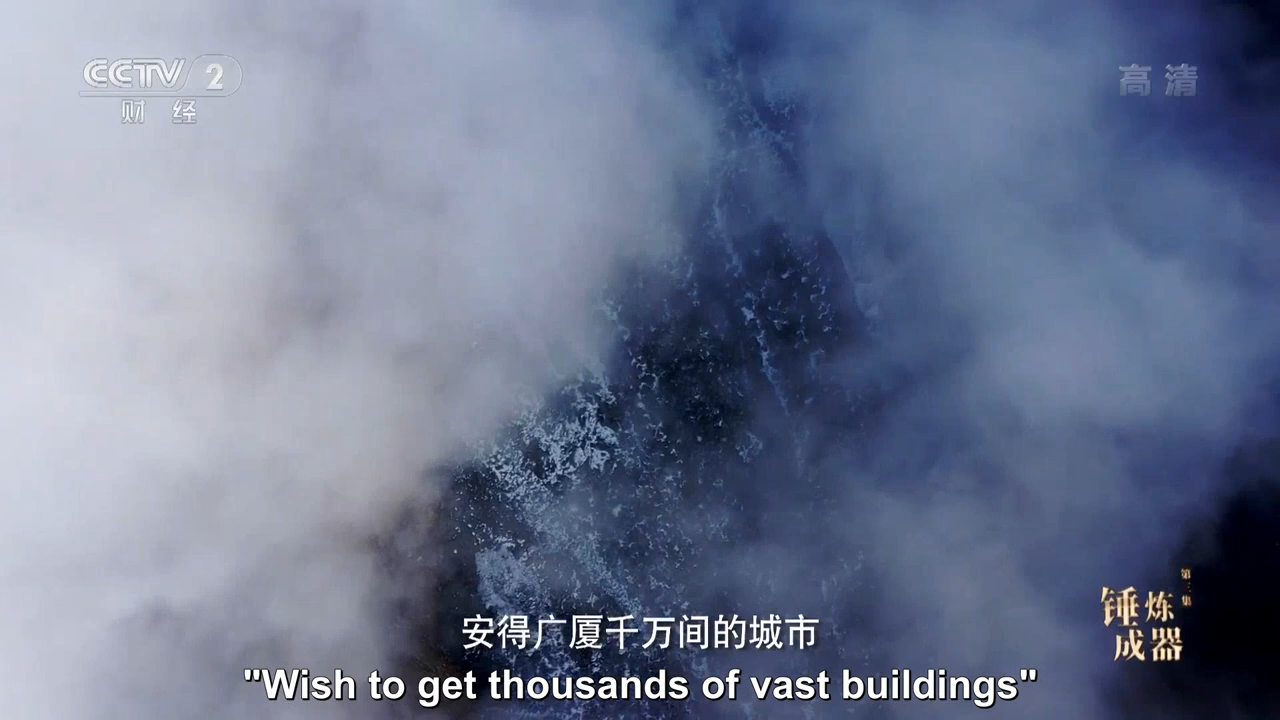 CCTV 2
财 经
高清
第三集
锤炼
成器
安得广厦千万间的城市
"Wish to get thousands of vast buildings"